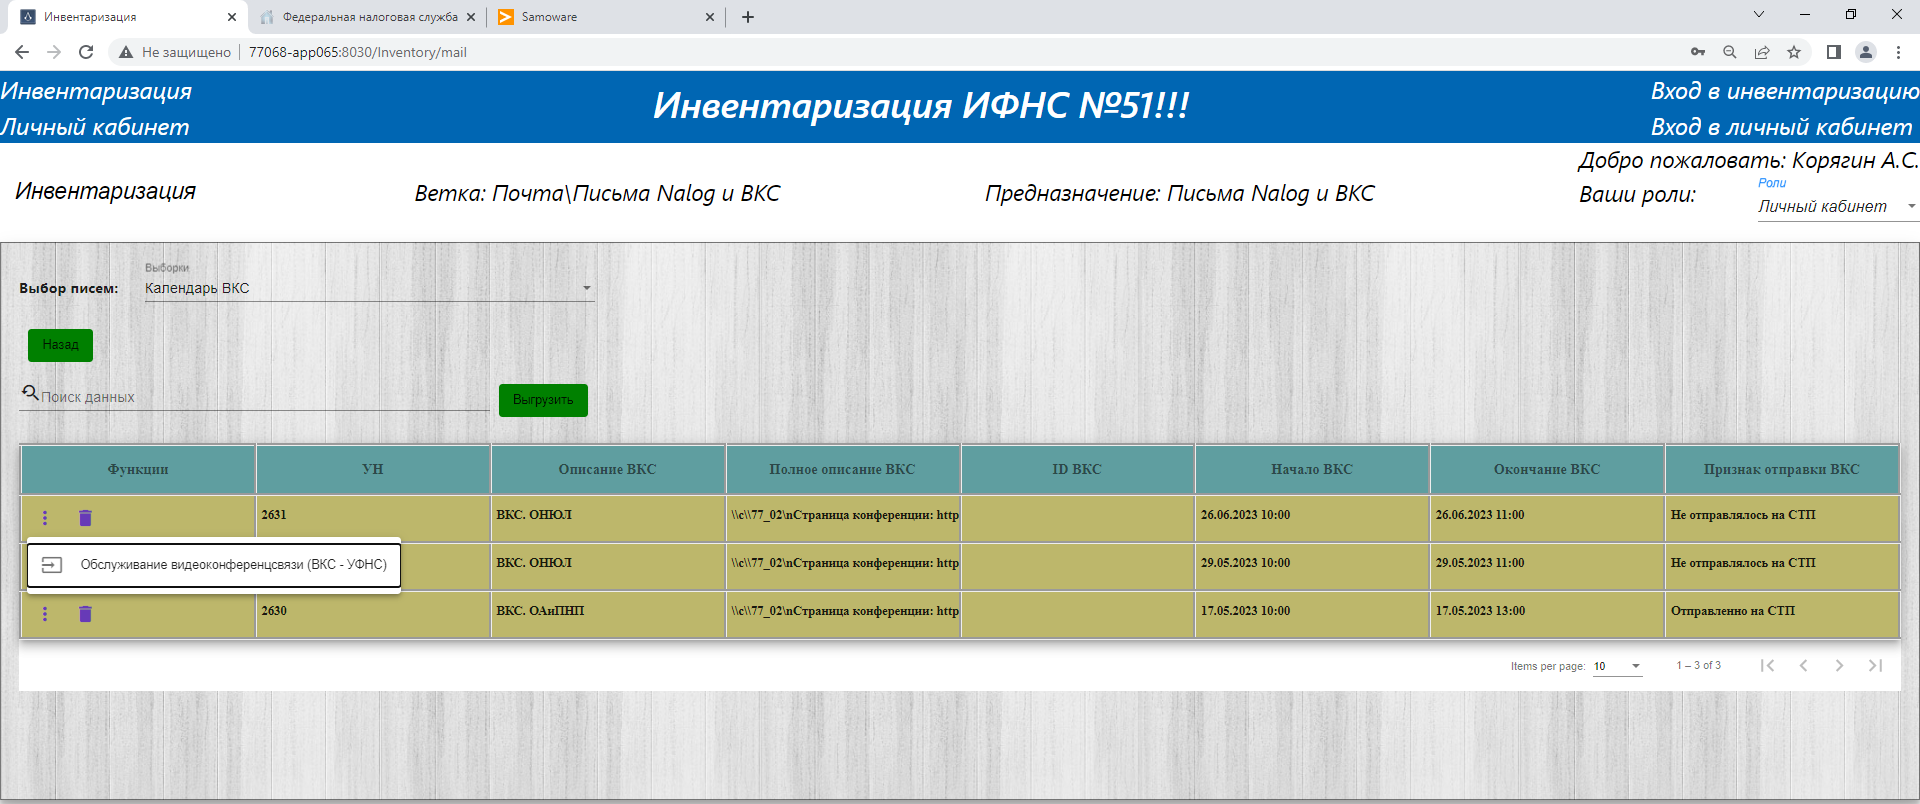 Инвентаризация
Федеральная налоговая служба
Samoware
Не защищено
77068-app065:8030/Inventory/mail
Инвентаризация
Личный кабинет
Инвентаризация ИФНС №51!!!
Вход в инвентаризацию
Вход в личный кабинет
Добро пожаловать: Корягин А.С.
Инвентаризация
Ветка: Почта\Письма Nalog и ВКС
Предназначение: Письма Nalog и ВКС
Ваши роли:
Роли
Личный кабинет
Выборки
Выбор писем:
Календарь ВКС
Назад
Поиск данных
Выгрузить
Функции УН Описание ВКС Полное описание ВКС ID ВКС Начало ВКС Окончание ВКС Признак отправки ВКС
2631 ВКС. ОНЮЛ \\c\\77_02\nСтраница конференции: http 26.06.2023 10:00 26.06.2023 11:00 Не отправлялось на СТП
Обслуживание видеоконференцсвязи (ВКС - УФНС)
ВКС. ОНЮЛ \\c\\77_02\nСтраница конференции: http 29.05.2023 10:00 29.05.2023 11:00 Не отправлялось на СТП
2630 ВКС. ОАиПНП \\c\\77_02\nСтраница конференции: http 17.05.2023 10:00 17.05.2023 13:00 Отправленно на СТП
Items per page: 10 1 – 3 of 3